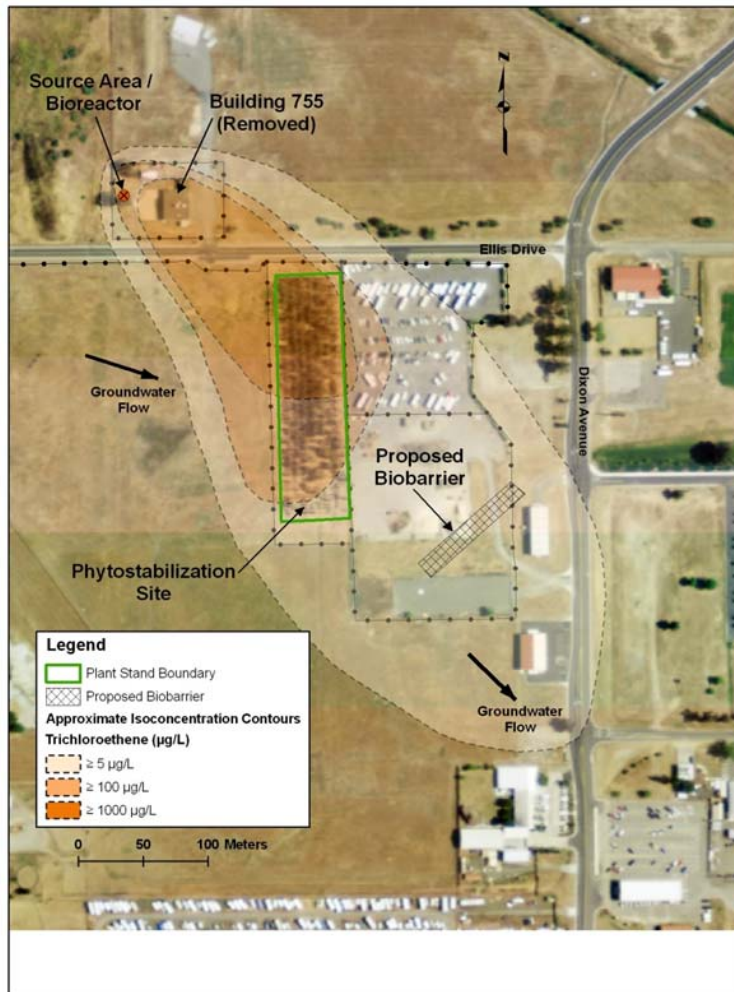 Source Area /
Bioreactor
Building 755
(Removed)
N
Ellis Drive
Groundwater
Flow
Dixon Avenue
Proposed
Biobarrier
Phytostabilization
Site
Legend
Plant Stand Boundary
Proposed Biobarrier
Approximate Isoconcentration Contours
Trichloroethene (µg/L)
≥ 5 µg/L
≥ 100 µg/L
≥ 1000 µg/L
Groundwater
Flow
0 50 100 Meters